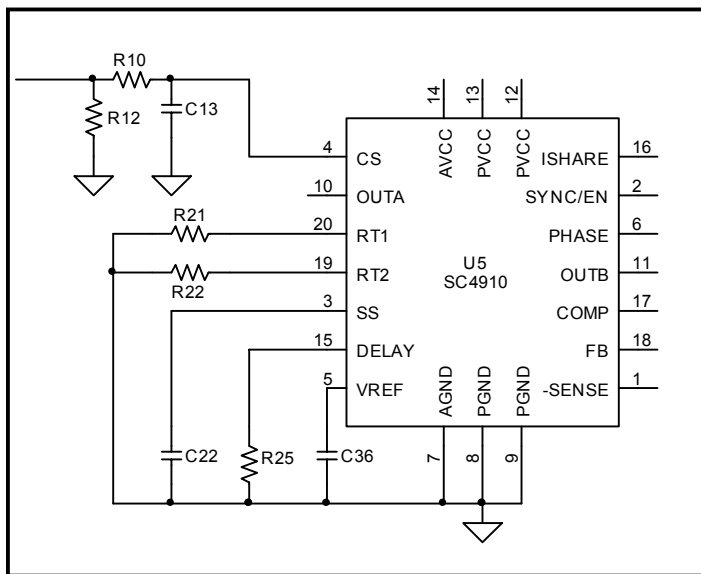 R10
R12
C13
14
13
12
AVCC
PVCC
PVCC
4
CS
ISHARE
16
10
OUTA
SYNC/EN
2
R21
20
RT1
PHASE
6
R22
19
RT2
U5
SC4910
OUTB
11
3
SS
COMP
17
15
DELAY
FB
18
5
VREF
-SENSE
1
AGND
PGND
PGND
C22
R25
C36
7
8
9